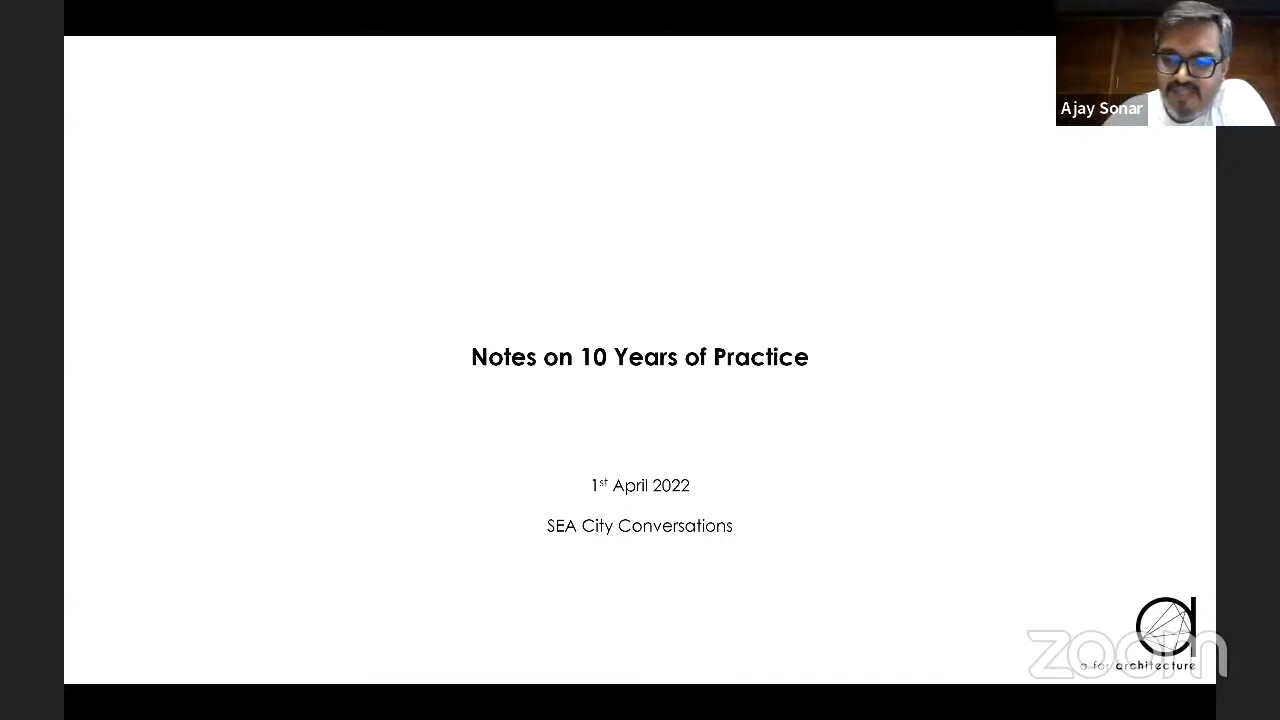 Ajay Sonar
Notes on 10 Years of Practice
1st April 2022
SEA City Conversations
a for architecture
zoom